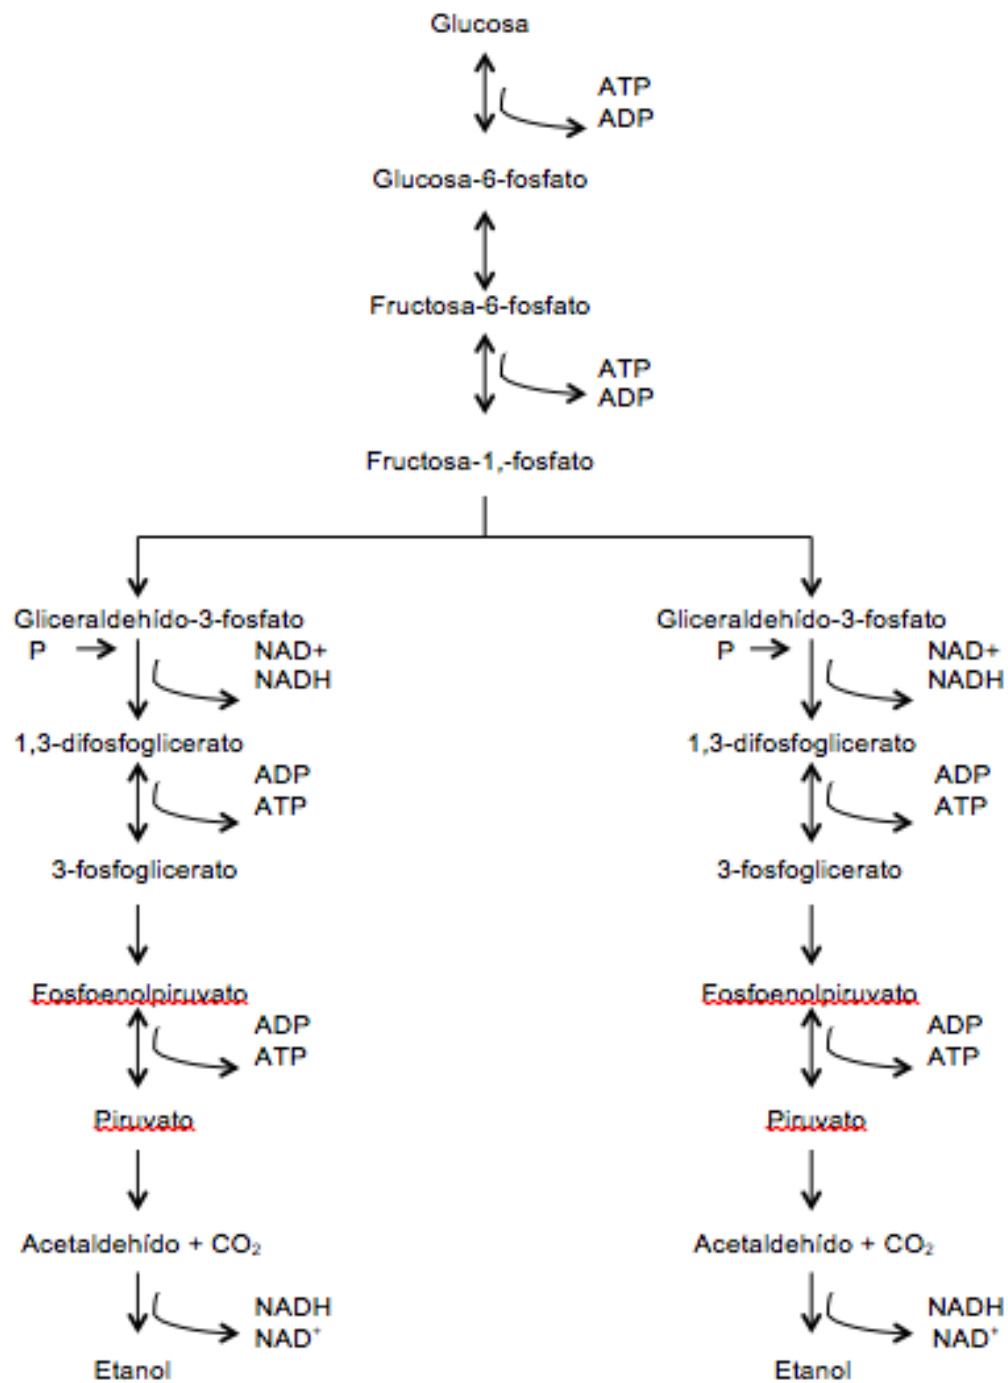 Glucosa
ATP
ADP
Glucosa-6-fosfato
Fructosa-6-fosfato
ATP
ADP
Fructosa-1,-fosfato
Gliceraldehído-3-fosfato
P
NAD+
NADH
1,3-difosfoglicerato
ADP
ATP
3-fosfoglicerato
Fosfoenolpiruvato
ADP
ATP
Piruvato
Acetaldehído + CO₂
NADH
NAD⁺
Etanol
Gliceraldehído-3-fosfato
P
NAD+
NADH
1,3-difosfoglicerato
ADP
ATP
3-fosfoglicerato
Fosfoenolpiruvato
ADP
ATP
Piruvato
Acetaldehído + CO₂
NADH
NAD⁺
Etanol